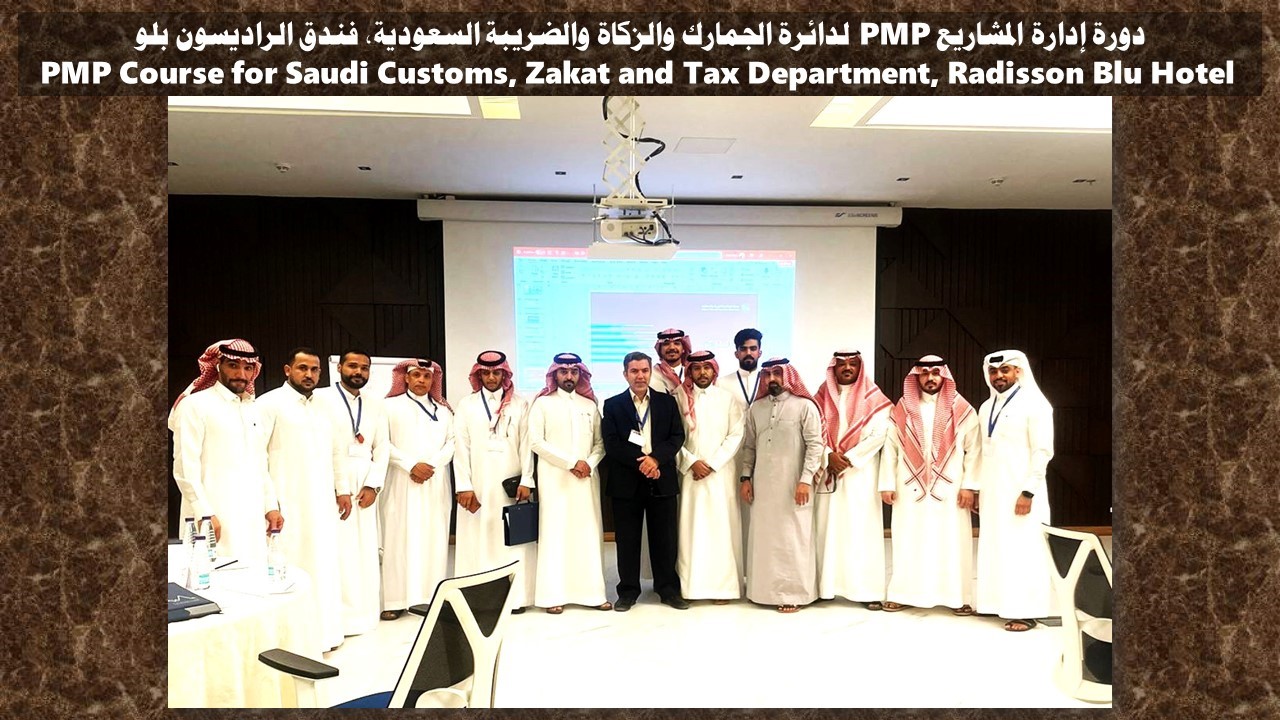 دورة إدارة المشاريع PMP لدائرة الجمارك والزكاة والضريبة السعودية، فندق الراديسون بلو
PMP Course for Saudi Customs, Zakat and Tax Department, Radisson Blu Hotel